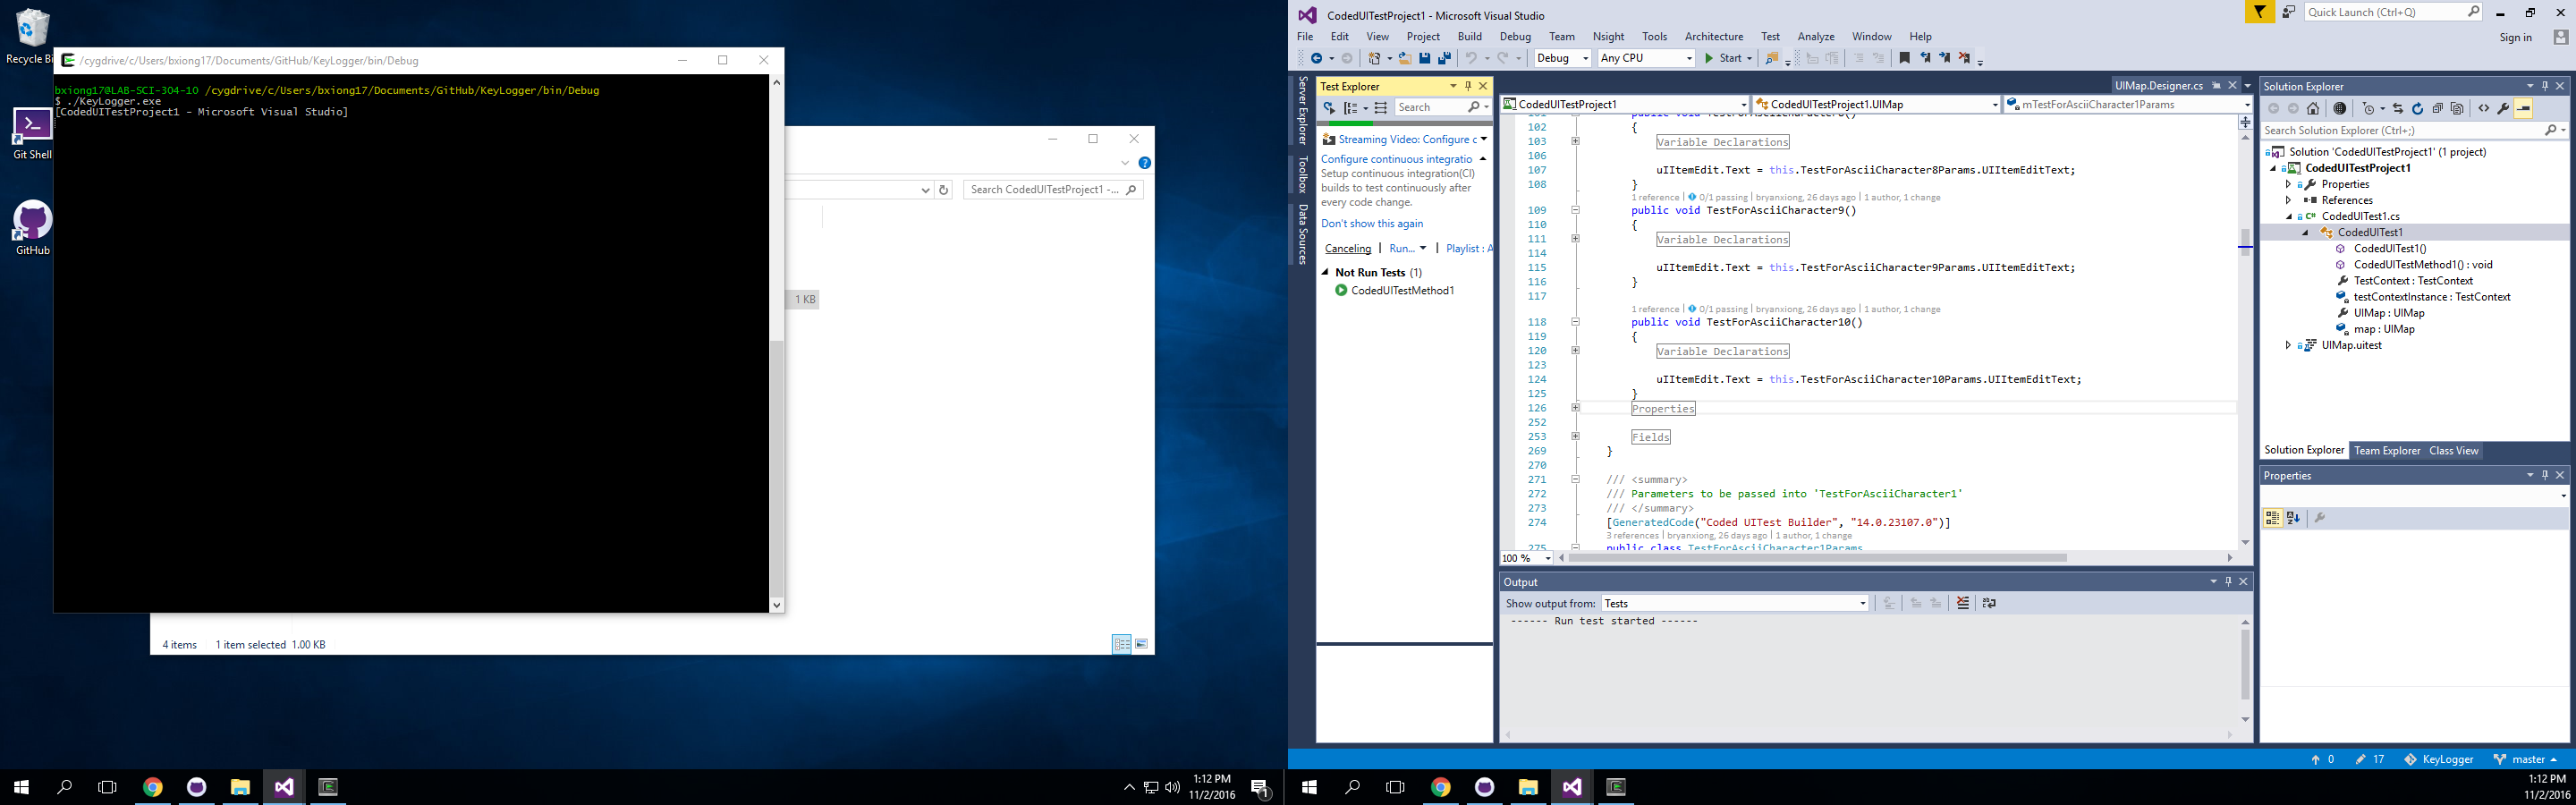 Recycle Bi
Git Shell
GitHub
/cygdrive/c/Users/bxiong17/Documents/GitHub/KeyLogger/bin/Debug
bxiong17@LAB-SCI-304-10 /cygdrive/c/Users/bxiong17/Documents/GitHub/KeyLogger/bin/Debug
$ ./KeyLogger.exe
[CodedUITestProject1 - Microsoft Visual Studio]
Search CodedUITestProject1 -...
1 KB
4 items 1 item selected 1.00 KB
1:12 PM
11/2/2016
1
CodedUITestProject1 - Microsoft Visual Studio
Quick Launch (Ctrl+Q)
File Edit View Project Build Debug Team Nsight Tools Architecture Test Analyze Window Help
Sign in
Debug Any CPU Start
Server Explorer
Toolbox
Data Sources
Test Explorer
Search
Streaming Video: Configure c
Configure continuous integratio
Setup continuous integration(CI)
builds to test continuously after
every code change.
Don't show this again
Canceling | Run... | Playlist : A
Not Run Tests (1)
CodedUITestMethod1
UIMap.Designer.cs
CodedUITestProject1 CodedUITestProject1.UIMap mTestForAsciiCharacter1Params
101 public void TestForAsciiCharacter8()
102 {
103 Variable Declarations
106
107 uIItemEdit.Text = this.TestForAsciiCharacter8Params.UIItemEditText;
108 }
1 reference | 0/1 passing | bryanxiong, 26 days ago | 1 author, 1 change
109 public void TestForAsciiCharacter9()
110 {
111 Variable Declarations
114
115 uIItemEdit.Text = this.TestForAsciiCharacter9Params.UIItemEditText;
116 }
117
1 reference | 0/1 passing | bryanxiong, 26 days ago | 1 author, 1 change
118 public void TestForAsciiCharacter10()
119 {
120 Variable Declarations
123
124 uIItemEdit.Text = this.TestForAsciiCharacter10Params.UIItemEditText;
125 }
126 Properties
252
253 Fields
269 }
270
271 /// <summary>
272 /// Parameters to be passed into 'TestForAsciiCharacter1'
273 /// </summary>
274 [GeneratedCode("Coded UITest Builder", "14.0.23107.0")]
3 references | bryanxiong, 26 days ago | 1 author, 1 change
275 public class TestForAsciiCharacter1Params
100 %
Output
Show output from: Tests
------ Run test started ------
Solution Explorer
Search Solution Explorer (Ctrl+;)
Solution 'CodedUITestProject1' (1 project)
CodedUITestProject1
Properties
References
CodedUITest1.cs
CodedUITest1
CodedUITest1()
CodedUITestMethod1() : void
TestContext : TestContext
testContextInstance : TestContext
UIMap : UIMap
map : UIMap
UIMap.uitest
Solution Explorer Team Explorer Class View
Properties
0 17 KeyLogger master
1:12 PM
11/2/2016